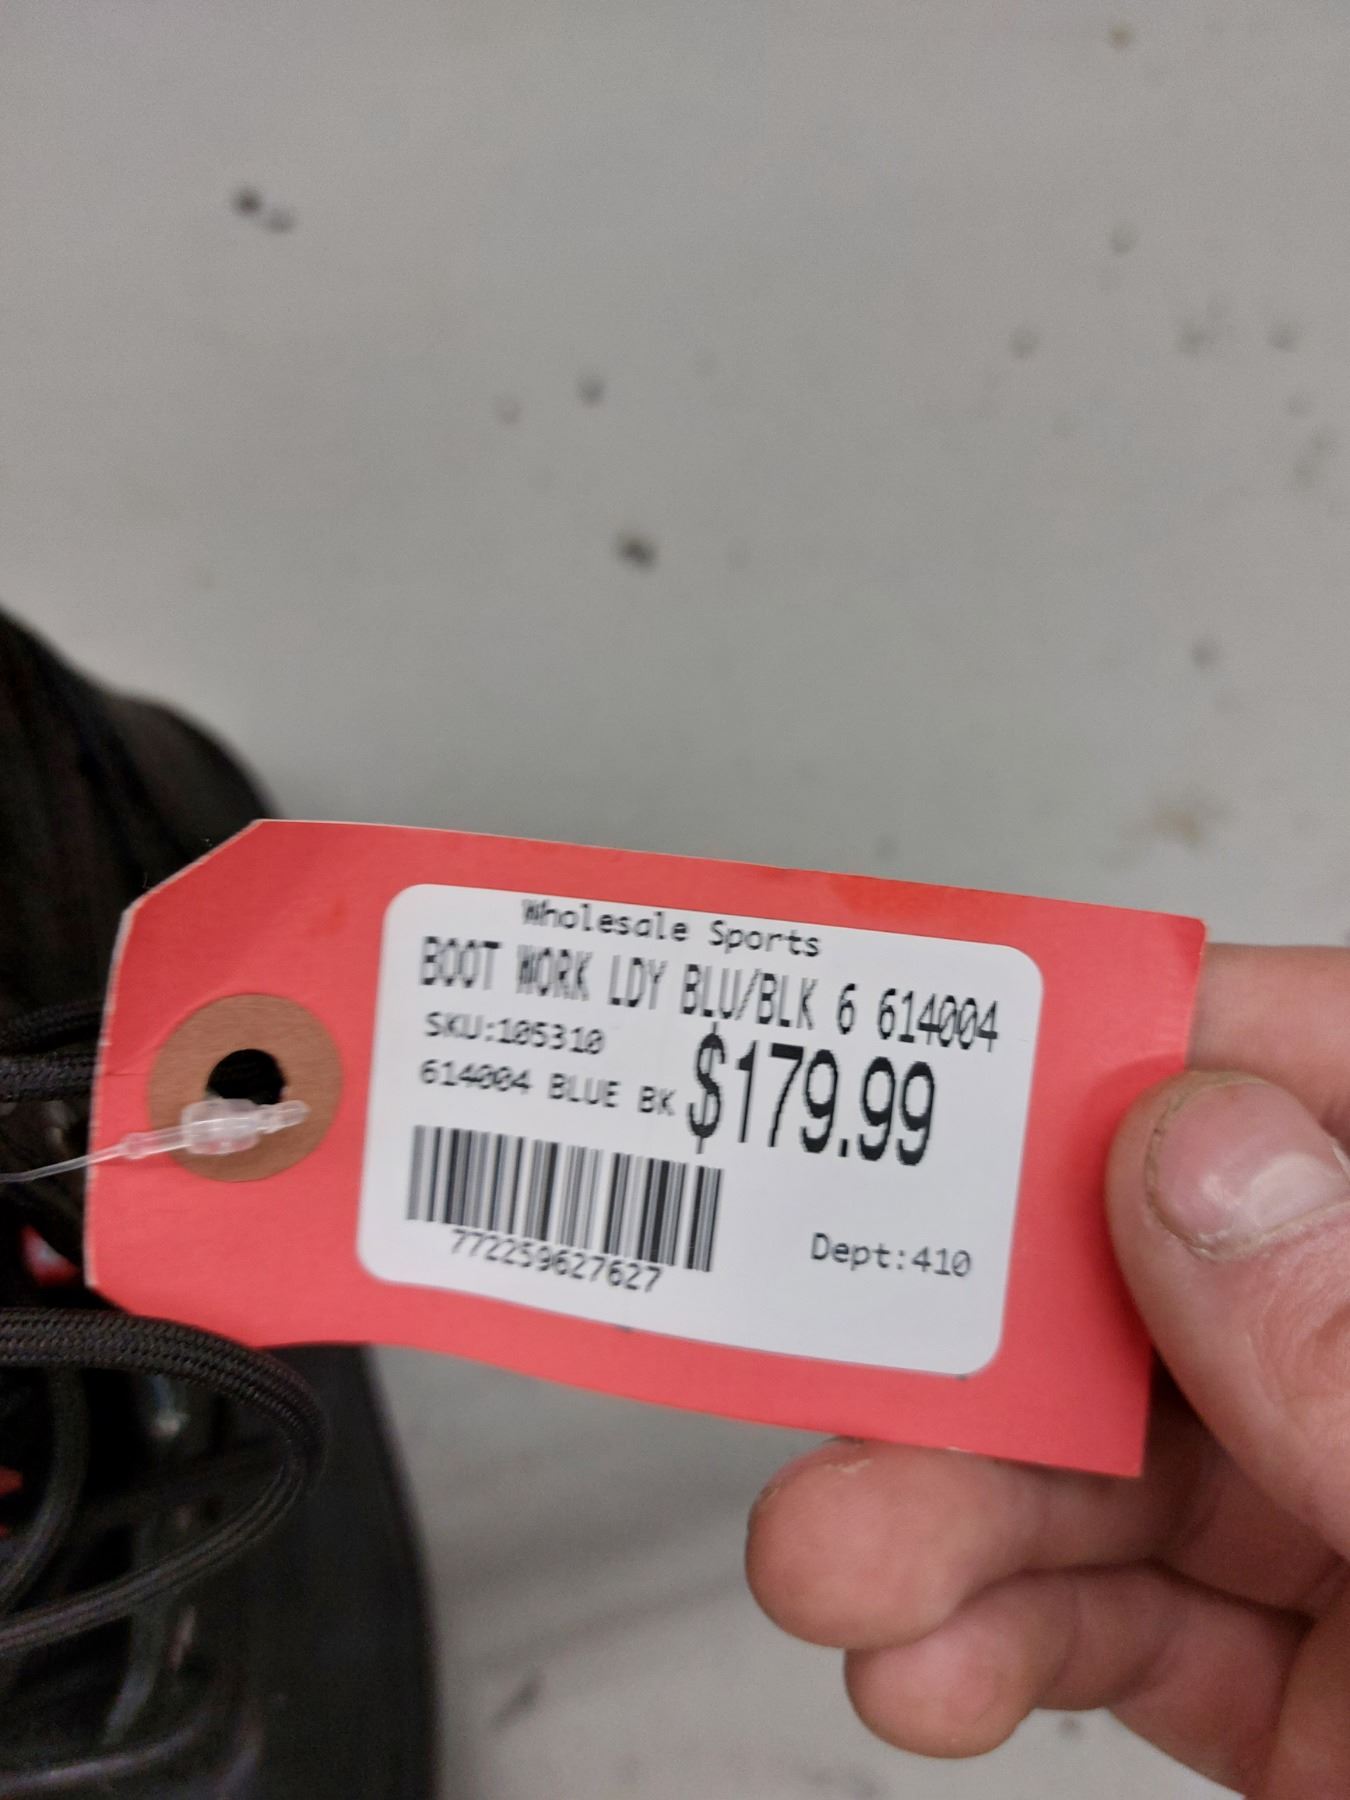 Wholesale Sports
BOOT WORK LDY BLU/BLK 6 614004
SKU:105310
614004 BLUE BK $179.99
772259627627
Dept:410